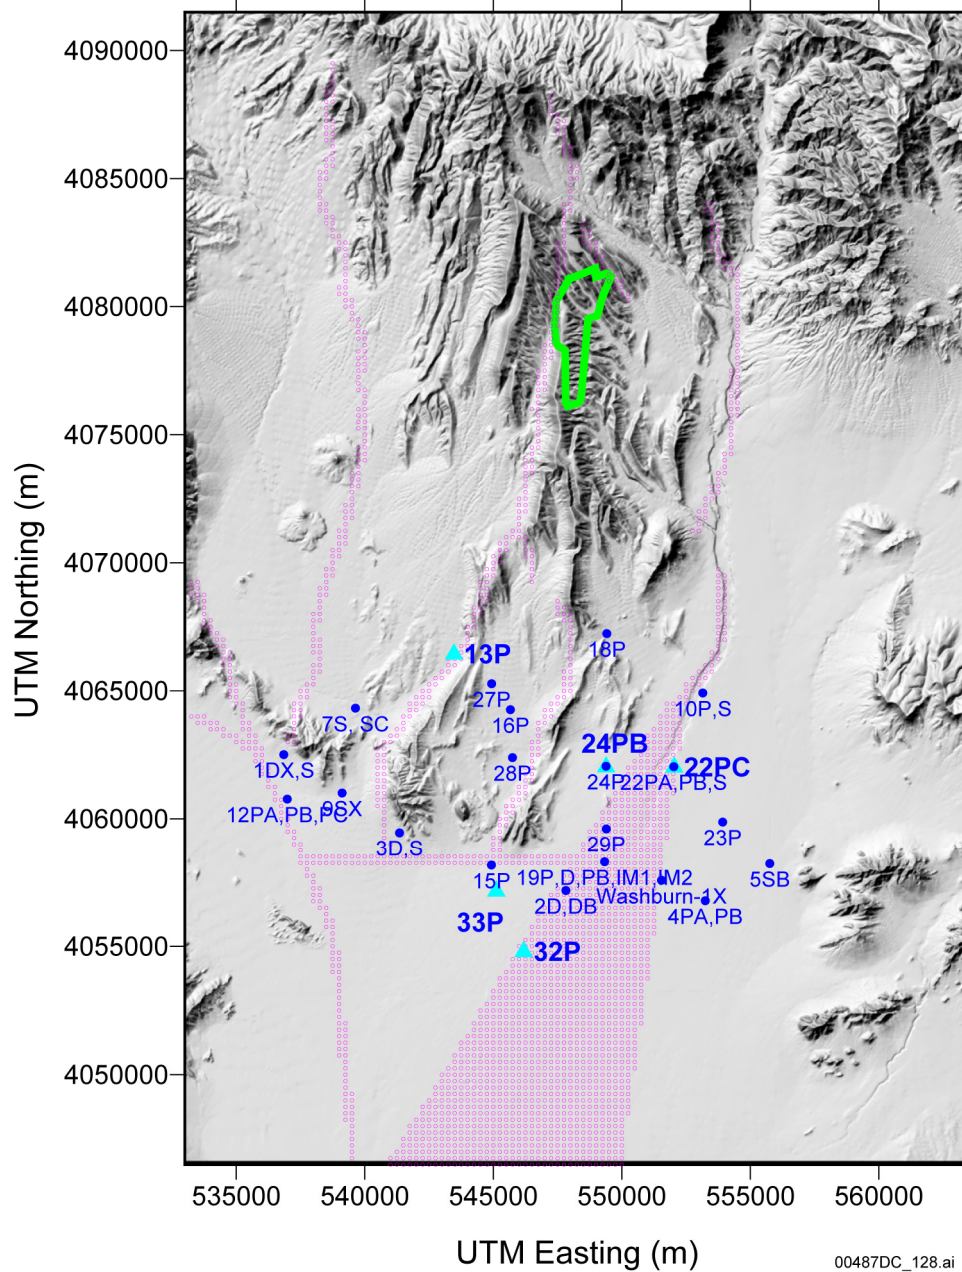 4090000
4085000
4080000
4075000
4070000
4065000
4060000
4055000
4050000
UTM Northing (m)
18P
13P
27P
10P,S
16P
7S, SC
24PB
1DX,S
28P
24P
22PA,PB,S
22PC
9SX
12PA,PB,PC
3D,S
29P
23P
15P
19P,D,PB,IM1,IM2
5SB
Washburn-1X
2D,DB
4PA,PB
33P
32P
535000 540000 545000 550000 555000 560000
UTM Easting (m)
00487DC_128.ai